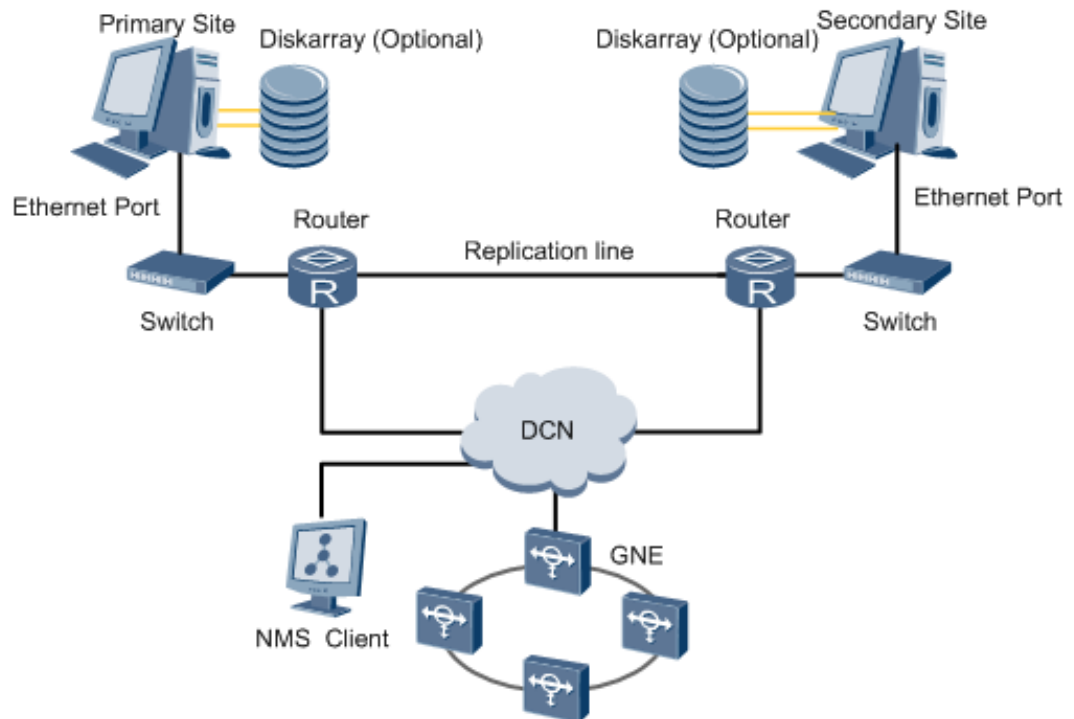 Primary Site
Diskarray (Optional)
Diskarray (Optional)
Secondary Site
Ethernet Port
Ethernet Port
Router
Replication line
Router
R
R
Switch
Switch
DCN
GNE
NMS Client